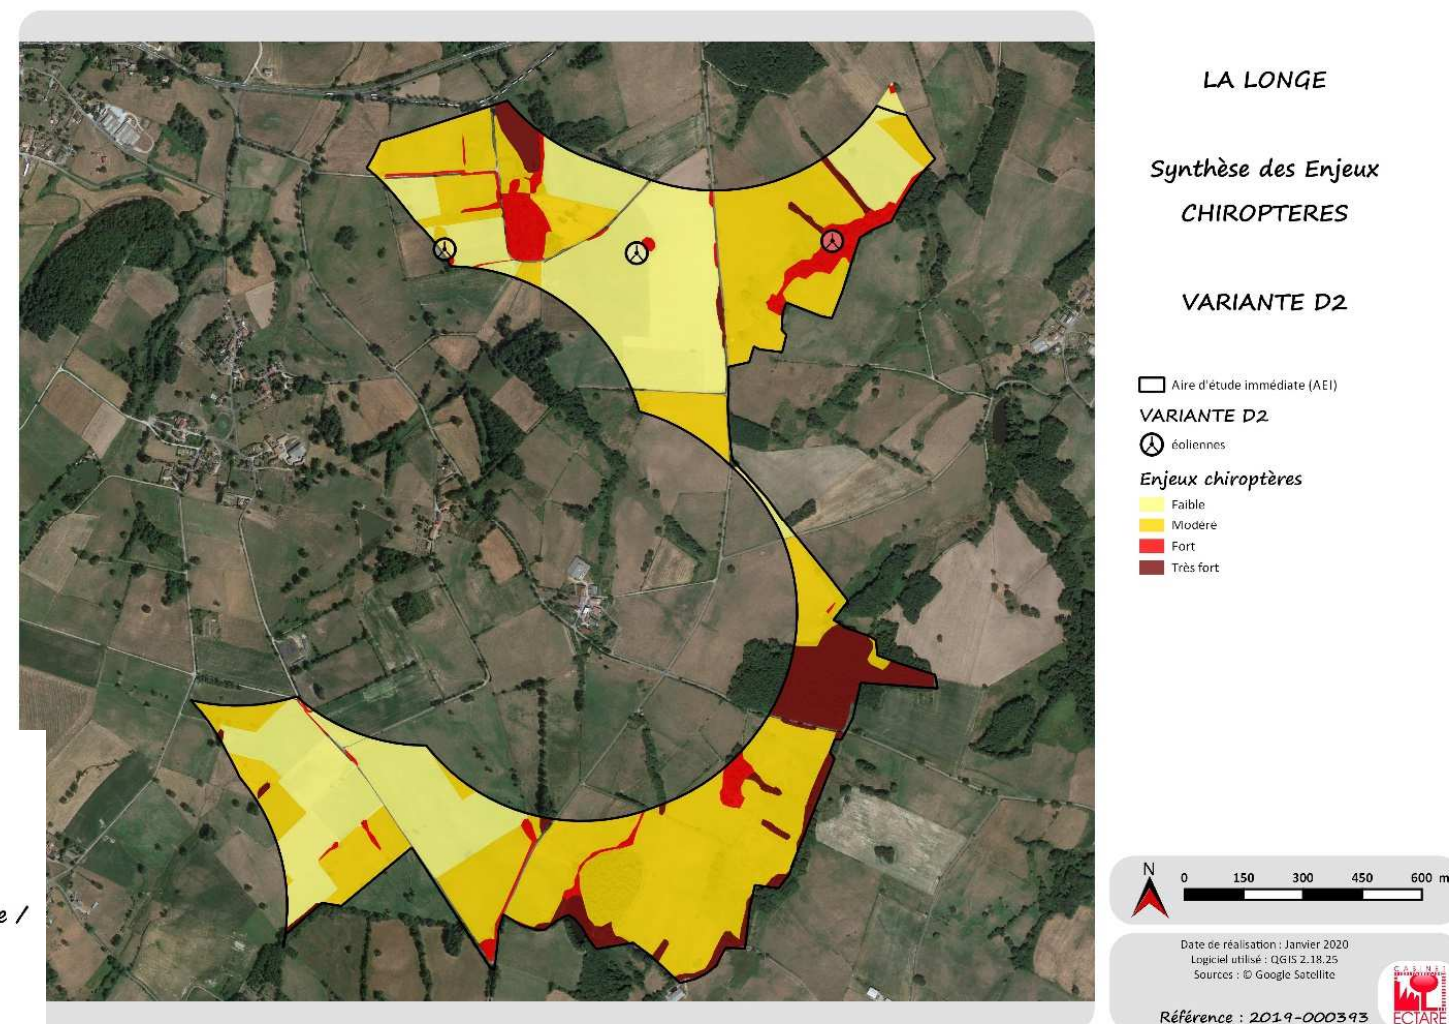 LA LONGE
Synthèse des Enjeux
CHIROPTERES
VARIANTE D2
Aire d'étude immédiate (AEI)
VARIANTE D2
éoliennes
Enjeux chiroptères
Faible
Modéré
Fort
Très fort
e /
N
0 150 300 450 600 m
Date de réalisation : Janvier 2020
Logiciel utilisé : QGIS 2.18.25
Sources : © Google Satellite
Référence : 2019-000393
CABINET
ECTARE